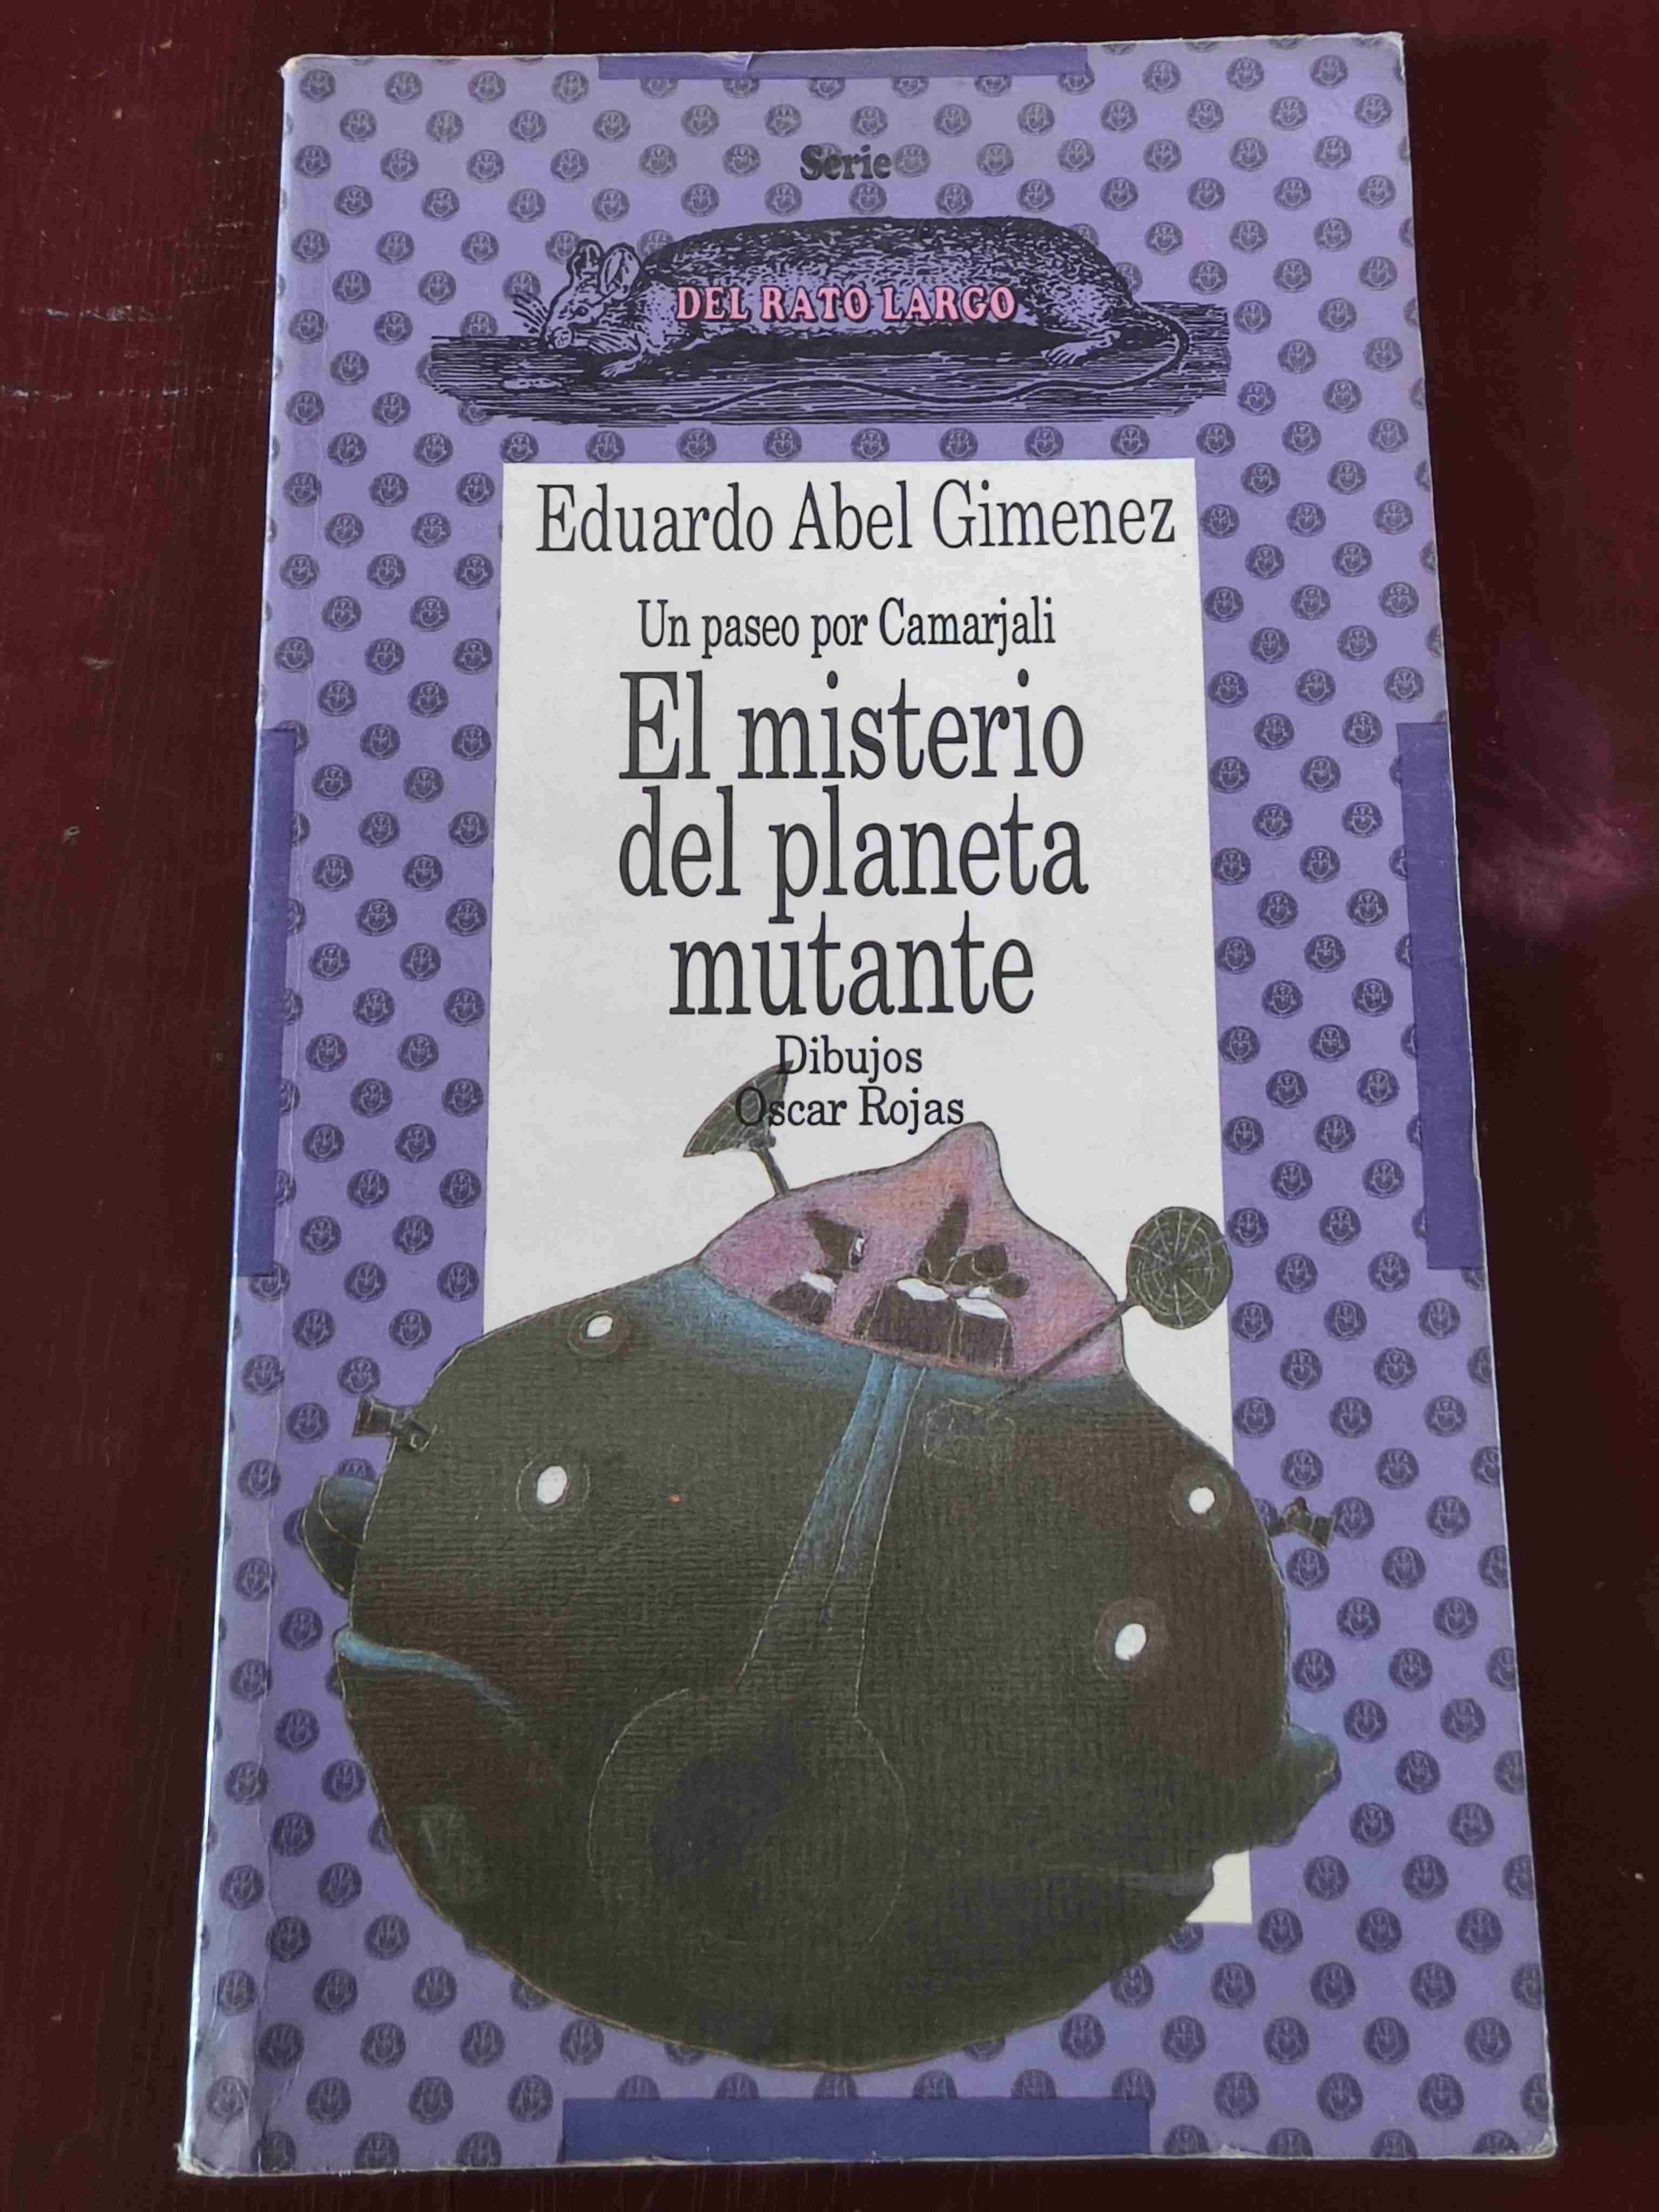 Serie
DEL RATO LARGO
Eduardo Abel Gimenez
Un paseo por Camarjali
El misterio
del planeta
mutante
Dibujos
Oscar Rojas